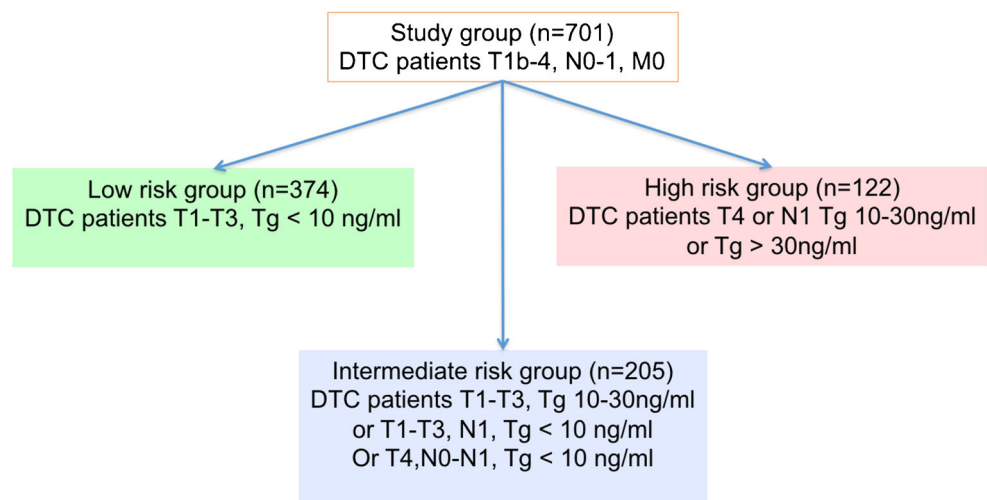 Study group (n=701)
DTC patients T1b-4, N0-1, M0
Low risk group (n=374)
DTC patients T1-T3, Tg < 10 ng/ml
High risk group (n=122)
DTC patients T4 or N1 Tg 10-30ng/ml
or Tg > 30ng/ml
Intermediate risk group (n=205)
DTC patients T1-T3, Tg 10-30ng/ml
or T1-T3, N1, Tg < 10 ng/ml
Or T4,N0-N1, Tg < 10 ng/ml